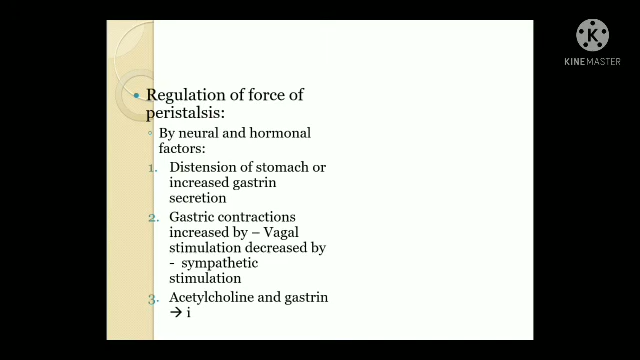 K
KINEMASTER
• Regulation of force of
peristalsis:
◦ By neural and hormonal
factors:
1. Distension of stomach or
increased gastrin
secretion
2. Gastric contractions
increased by – Vagal
stimulation decreased by
- sympathetic
stimulation
3. Acetylcholine and gastrin
→ i